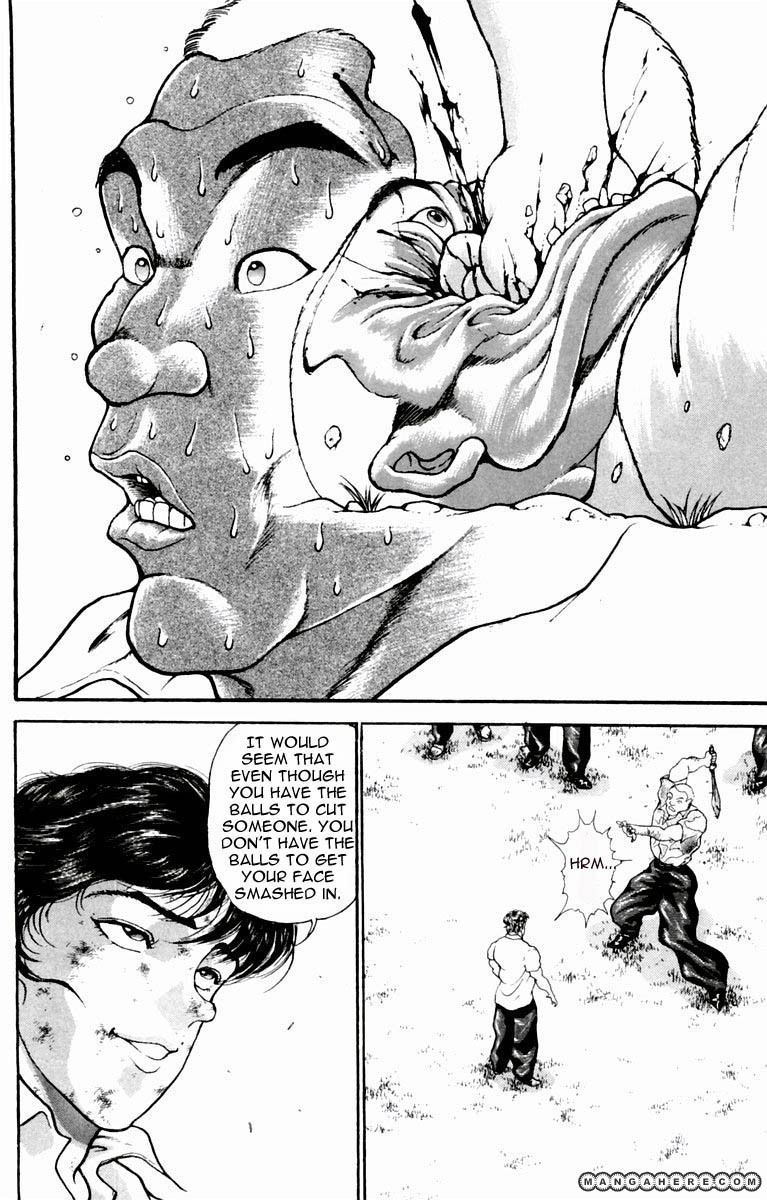 IT WOULD
SEEM THAT
EVEN THOUGH
YOU HAVE THE
BALLS TO CUT
SOMEONE. YOU
DON'T HAVE THE
BALLS TO GET
YOUR FACE
SMASHED IN.
HRM...
MANGAHERE.COM